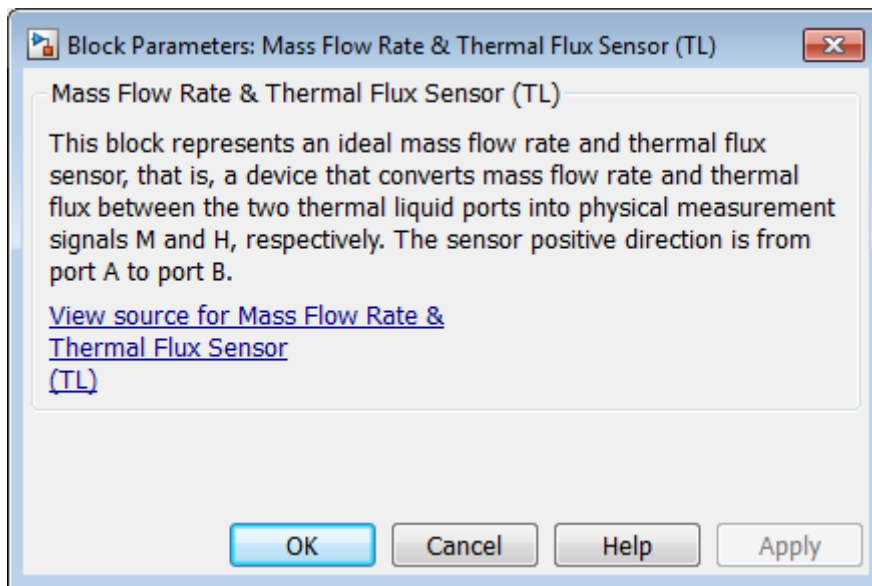 Block Parameters: Mass Flow Rate & Thermal Flux Sensor (TL)
Mass Flow Rate & Thermal Flux Sensor (TL)
This block represents an ideal mass flow rate and thermal flux
sensor, that is, a device that converts mass flow rate and thermal
flux between the two thermal liquid ports into physical measurement
signals M and H, respectively. The sensor positive direction is from
port A to port B.
View source for Mass Flow Rate &
Thermal Flux Sensor
(TL)
OK Cancel Help Apply